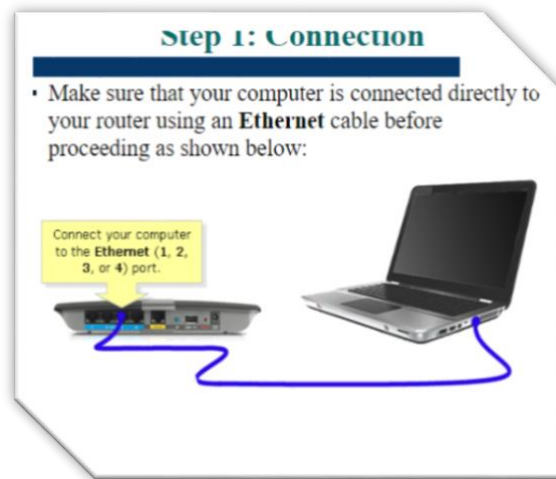 Step 1: Connection
• Make sure that your computer is connected directly to
your router using an Ethernet cable before
proceeding as shown below:
Connect your computer
to the Ethernet (1, 2,
3, or 4) port.